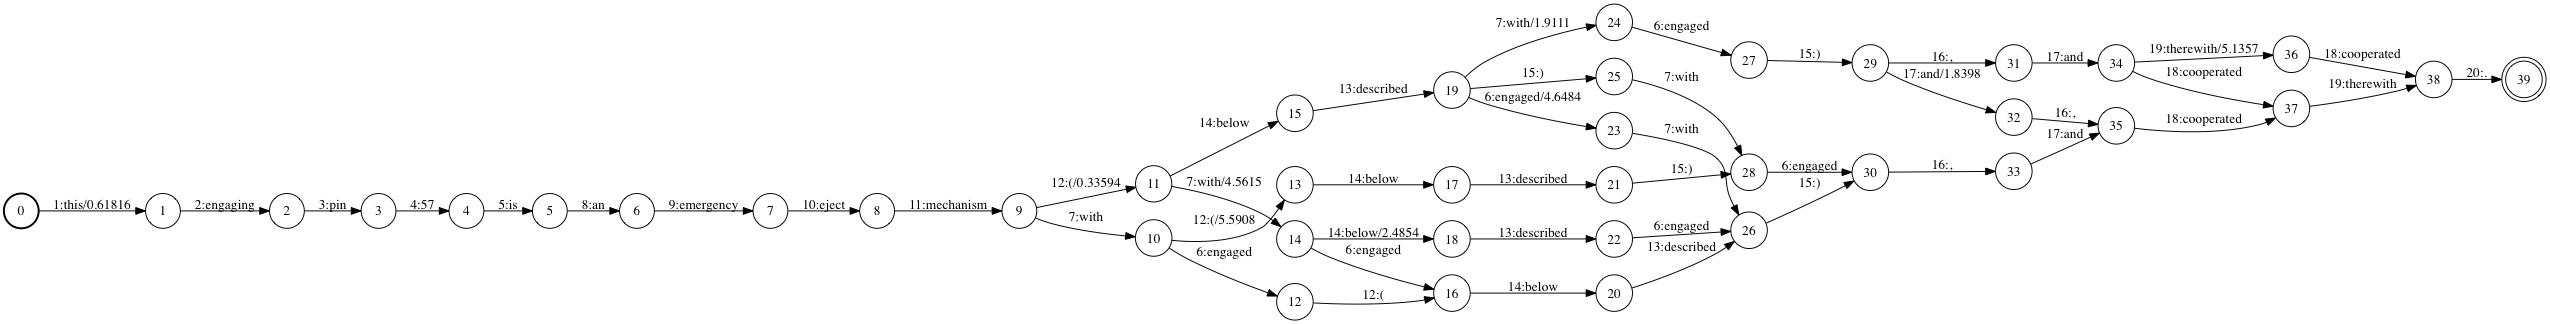 0 1:this/0.61816 1 2:engaging 2 3:pin 3 4:57 4 5:is 5 8:an 6 9:emergency 7 10:eject 8 11:mechanism 9
12:(/0.33594 11
7:with 10
14:below 15 13:described 19
7:with/4.5615 14
12:(/5.5908 13 14:below 17 13:described 21 15:)
6:engaged 12 12:( 16 14:below 20 13:described
14:below/2.4854 18 13:described 22 6:engaged 26
6:engaged
7:with/1.9111 24 6:engaged 27 15:) 29
15:) 25 7:with 28
6:engaged/4.6484 23 7:with
6:engaged 30 16:, 33 17:and
15:)
16:, 31 17:and 34 19:therewith/5.1357 36 18:cooperated 38 20:. 39
17:and/1.8398 32 16:, 35 18:cooperated 37 19:therewith
18:cooperated